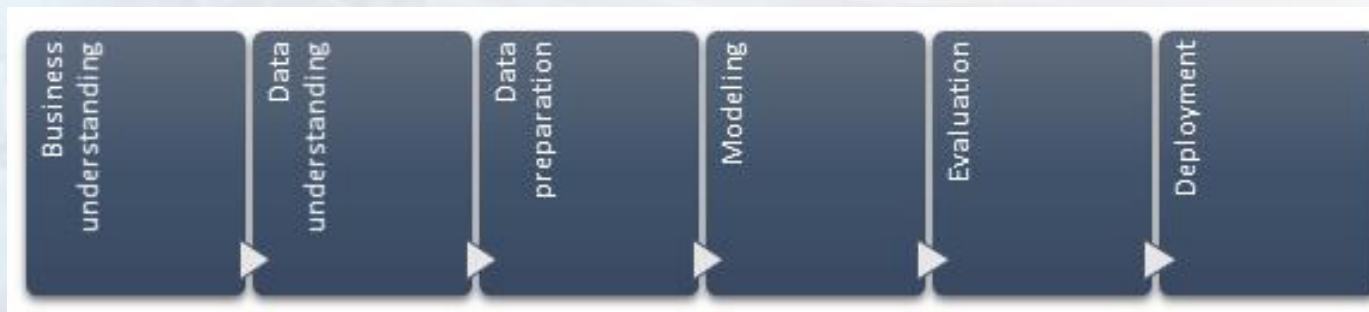 Business
understanding
Data
understanding
Data
preparation
Modeling
Evaluation
Deployment